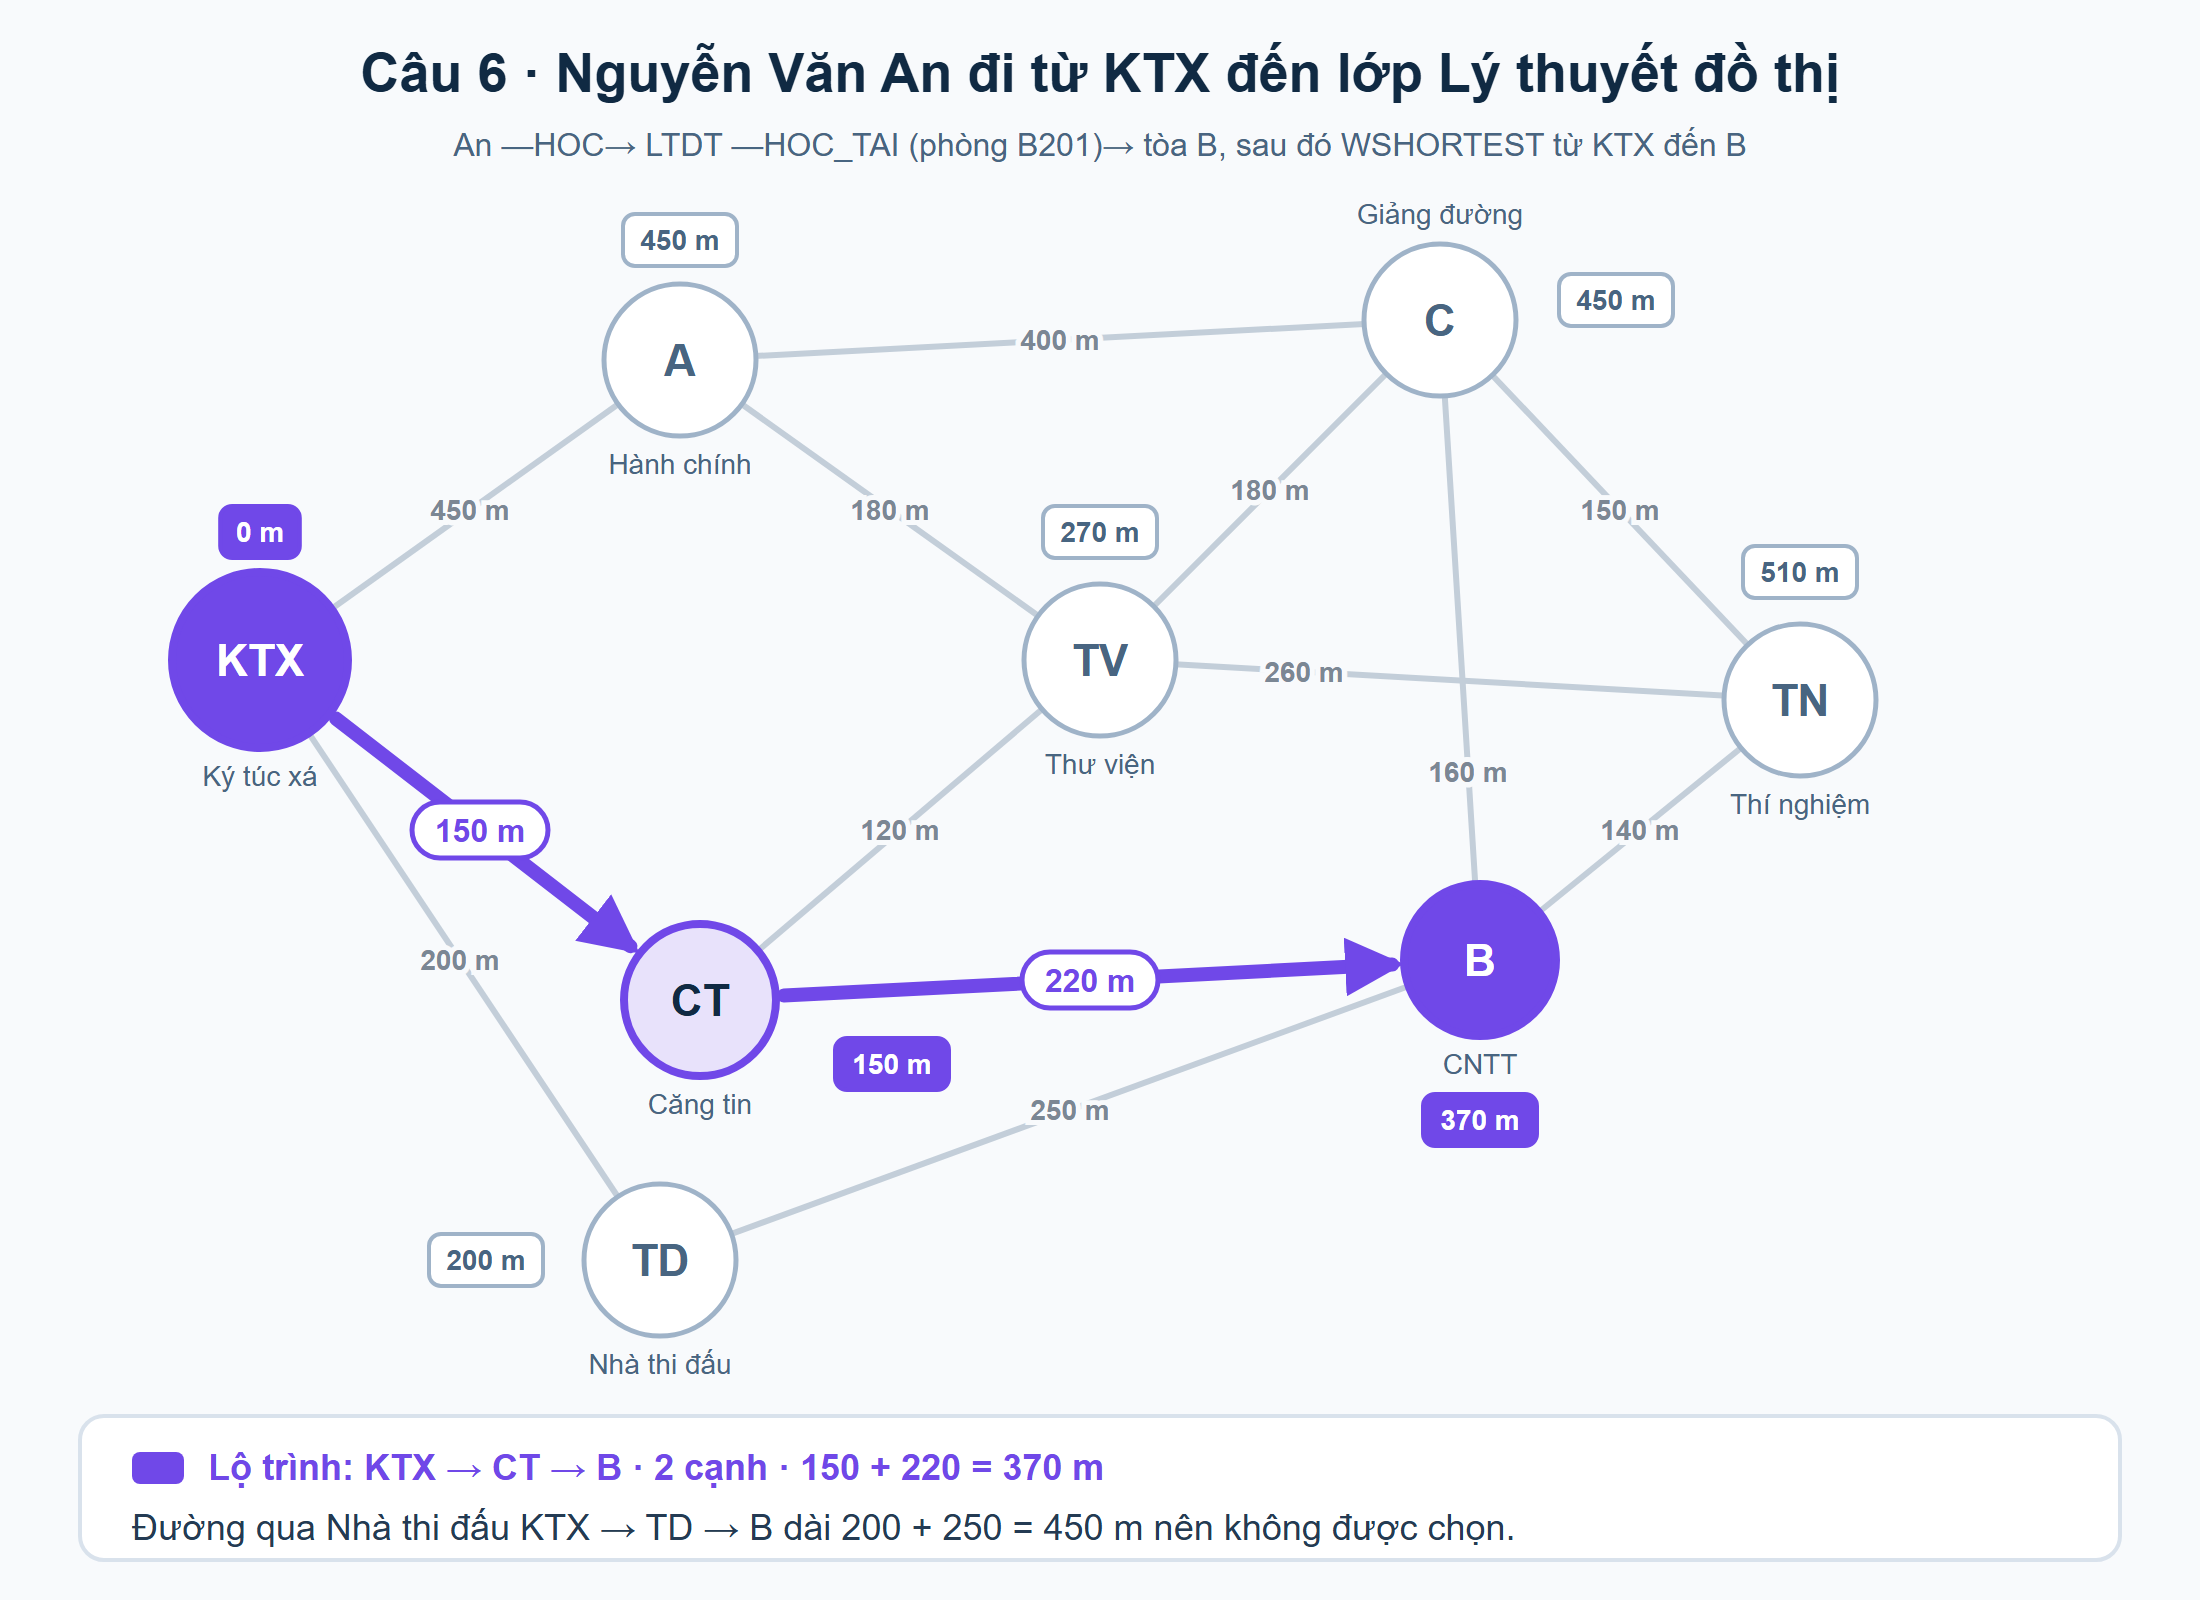 Câu 6 · Nguyễn Văn An đi từ KTX đến lớp Lý thuyết đồ thị
An —HOC→ LTDT —HOC_TAI (phòng B201)→ tòa B, sau đó WSHORTEST từ KTX đến B
Giảng đường
450 m
C
450 m
A
400 m
Hành chính
450 m
180 m
180 m
150 m
0 m
270 m
510 m
KTX
TV
260 m
TN
Ký túc xá
Thư viện
160 m
Thí nghiệm
150 m
120 m
140 m
200 m
B
220 m
CT
150 m
CNTT
Căng tin
250 m
370 m
200 m
TD
Nhà thi đấu
Lộ trình: KTX → CT → B · 2 cạnh · 150 + 220 = 370 m
Đường qua Nhà thi đấu KTX → TD → B dài 200 + 250 = 450 m nên không được chọn.